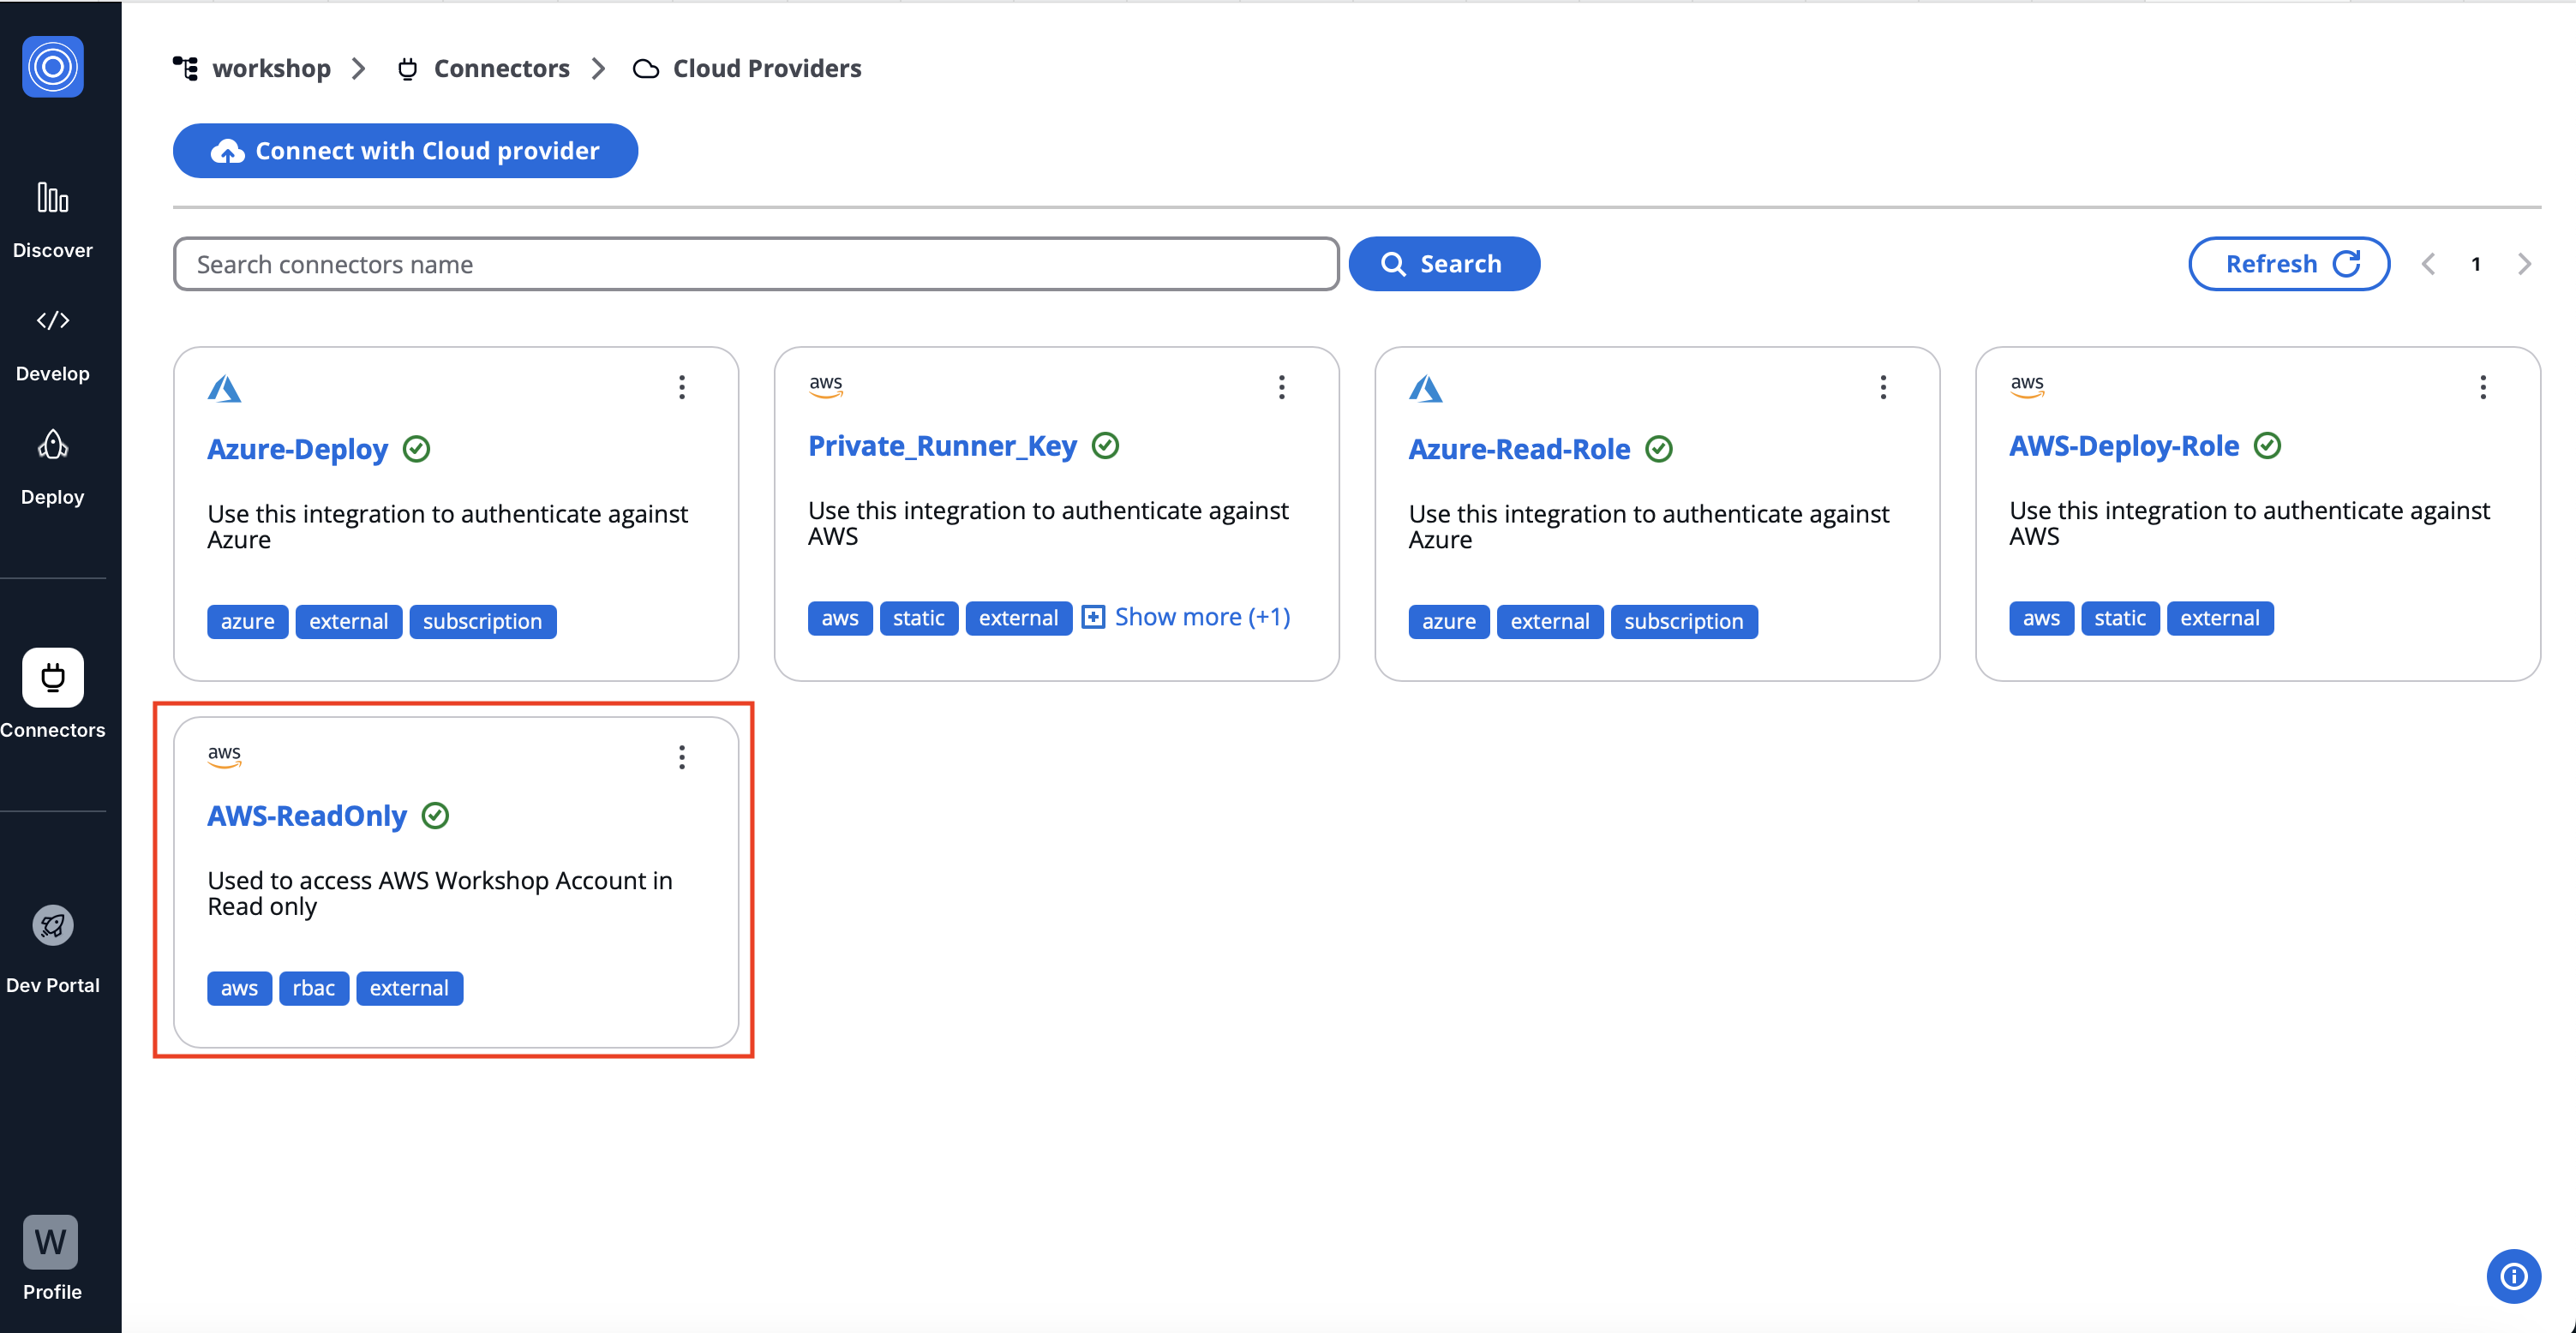 workshop > Connectors > Cloud Providers
Connect with Cloud provider
Search connectors name
Search
Refresh
1
Discover
Develop
Deploy
Connectors
Dev Portal
W
Profile
Azure-Deploy
Use this integration to authenticate against
Azure
azure external subscription
aws
Private_Runner_Key
Use this integration to authenticate against
AWS
aws static external Show more (+1)
Azure-Read-Role
Use this integration to authenticate against
Azure
azure external subscription
aws
AWS-Deploy-Role
Use this integration to authenticate against
AWS
aws static external
aws
AWS-ReadOnly
Used to access AWS Workshop Account in
Read only
aws rbac external